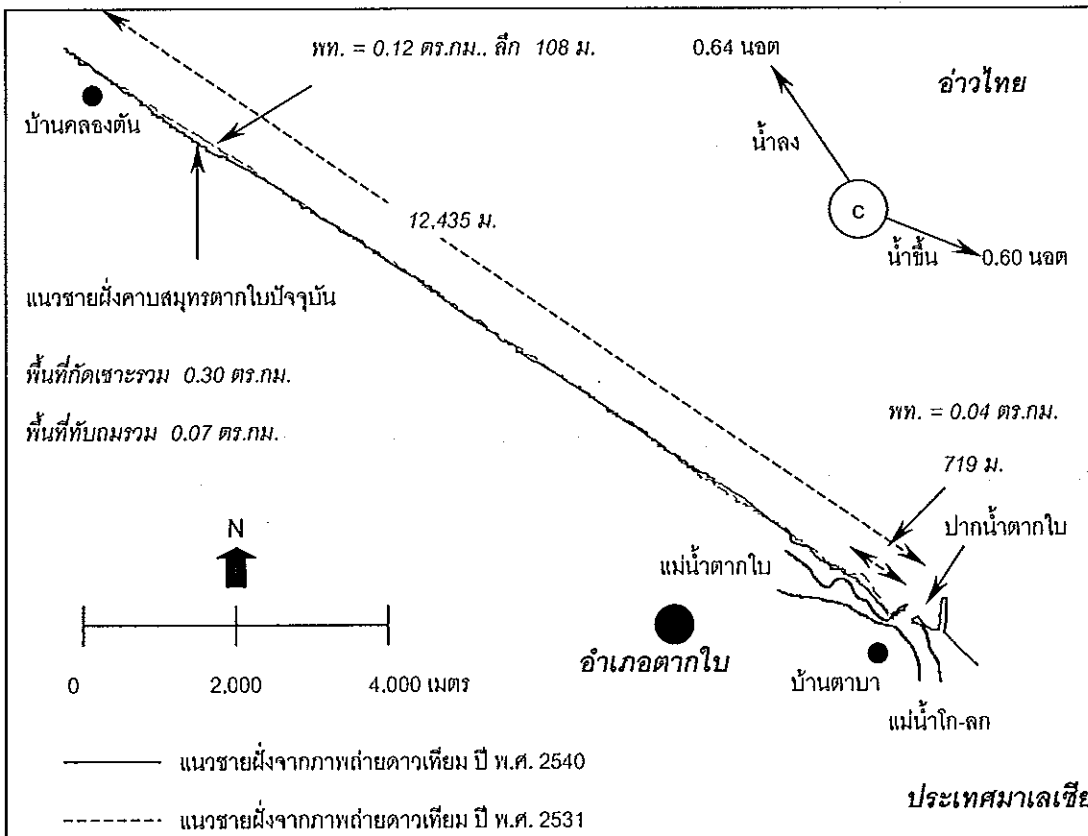 พท. = 0.12 ตร.กม.. ลึก 108 ม.
0.64 นอต
อ่าวไทย
บ้านคลองตัน
น้ำลง
C
12,435 ม.
น้ำขึ้น
0.60 นอต
แนวชายฝั่งคาบสมุทรตากใบปัจจุบัน
พื้นที่กัดเซาะรวม 0.30 ตร.กม.
พท. = 0.04 ตร.กม.
พื้นที่ทับถมรวม 0.07 ตร.กม.
719 ม.
N
ปากน้ำตากใบ
แม่น้ำตากใบ
อำเภอตากใบ
บ้านตาบา
0 2,000 4,000 เมตร
แม่น้ำโก-ลก
แนวชายฝั่งจากภาพถ่ายดาวเทียม ปี พ.ศ. 2540
ประเทศมาเลเซีย
แนวชายฝั่งจากภาพถ่ายดาวเทียม ปี พ.ศ. 2531